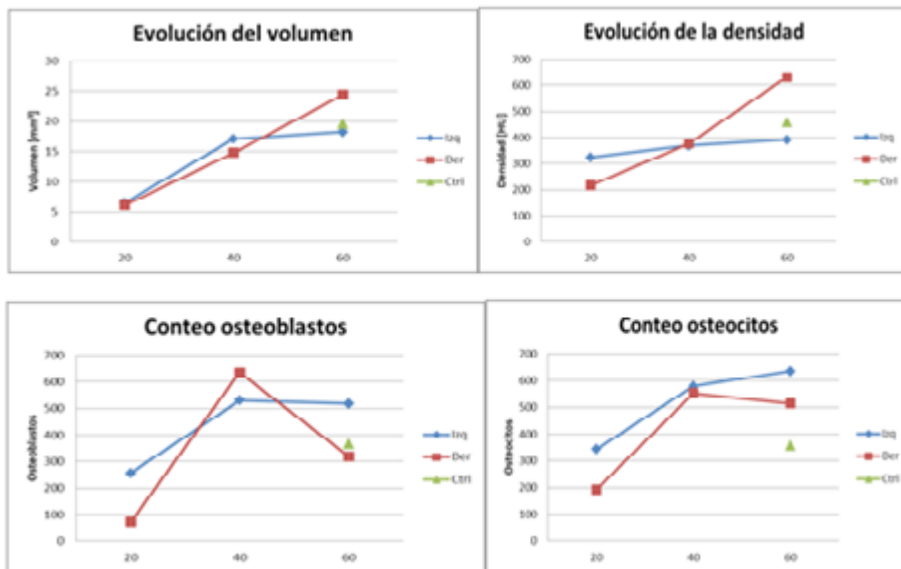 Evolución del volumen
30
25
20
15
10
5
0
Volumen [mm³]
20 40 60
Izq
Der
Ctrl
Evolución de la densidad
700
600
500
400
300
200
100
0
Densidad [HU]
20 40 60
Izq
Der
Ctrl
Conteo osteoblastos
700
600
500
400
300
200
100
0
Osteoblastos
20 40 60
Izq
Der
Ctrl
Conteo osteocitos
700
600
500
400
300
200
100
0
Osteocitos
20 40 60
Izq
Der
Ctrl